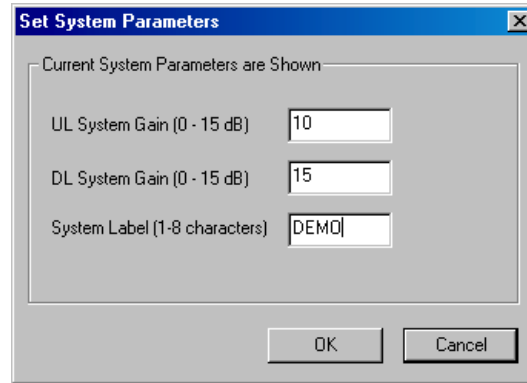 Set System Parameters
Current System Parameters are Shown
UL System Gain (0 - 15 dB) 10
DL System Gain (0 - 15 dB) 15
System Label (1-8 characters) DEMO
OK Cancel